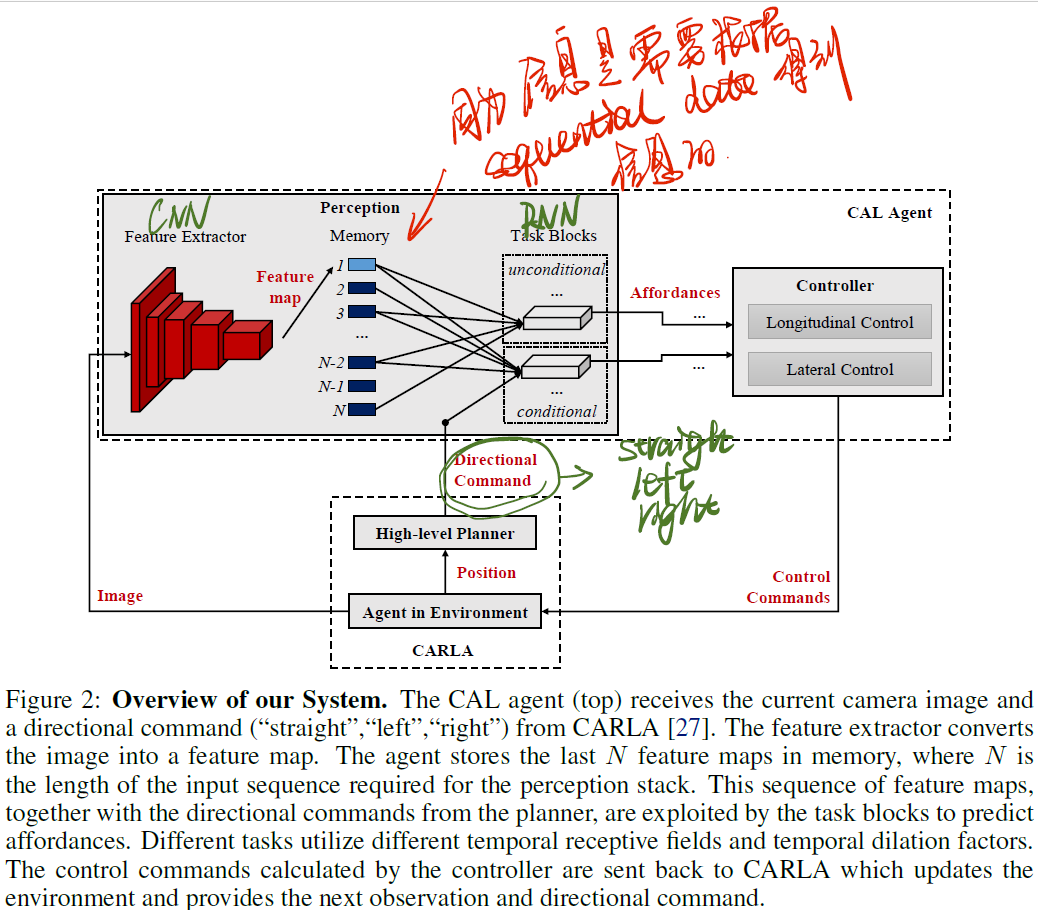 因为信息是需要根据
sequential data 得到
信息的.
CNN
Perception
RNN
CAL Agent
Feature Extractor
Memory
Task Blocks
Feature
map
1
2
3
...
N-2
N-1
N
unconditional
...
...
conditional
Affordances
...
...
Controller
Longitudinal Control
Lateral Control
Directional
Command
straight
left
right
High-level Planner
Position
Image
Agent in Environment
Control
Commands
CARLA
Figure 2: Overview of our System. The CAL agent (top) receives the current camera image and
a directional command (“straight”,“left”,“right”) from CARLA [27]. The feature extractor converts
the image into a feature map. The agent stores the last N feature maps in memory, where N is
the length of the input sequence required for the perception stack. This sequence of feature maps,
together with the directional commands from the planner, are exploited by the task blocks to predict
affordances. Different tasks utilize different temporal receptive fields and temporal dilation factors.
The control commands calculated by the controller are sent back to CARLA which updates the
environment and provides the next observation and directional command.